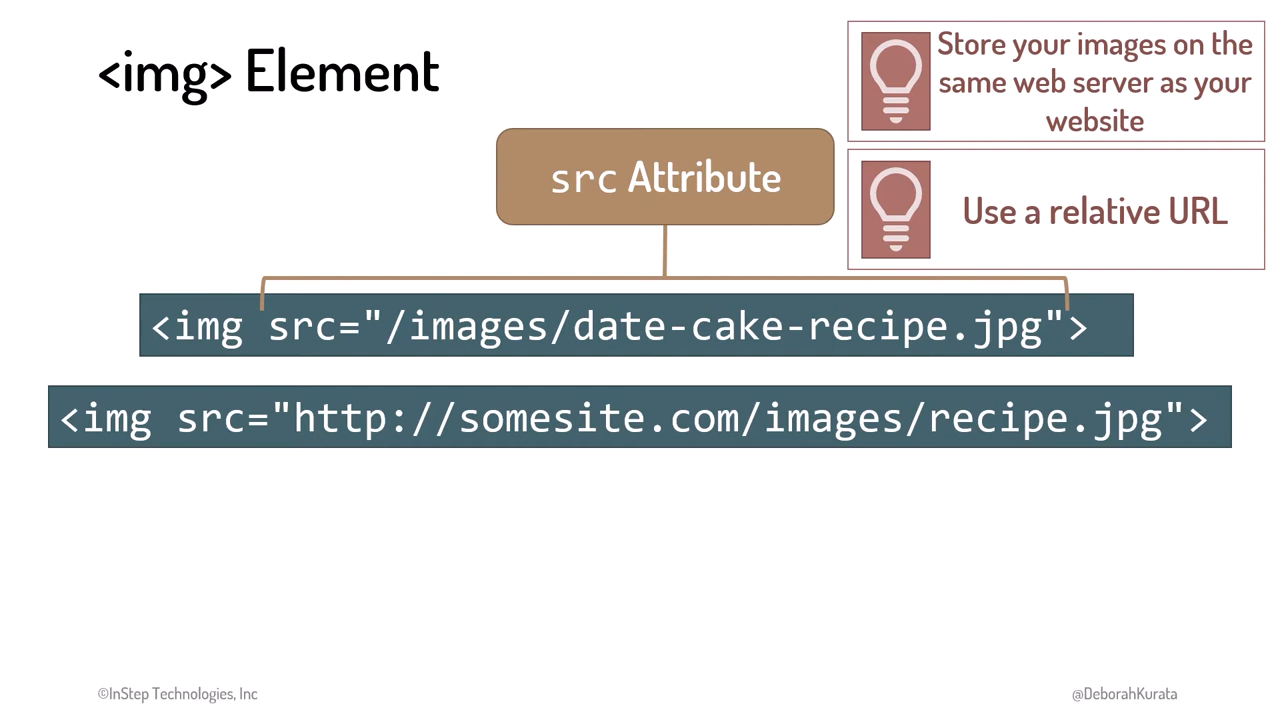 <img> Element
Store your images on the
same web server as your
website
src Attribute
Use a relative URL
<img src="/images/date-cake-recipe.jpg">
<img src="http://somesite.com/images/recipe.jpg">
©InStep Technologies, Inc
@DeborahKurata